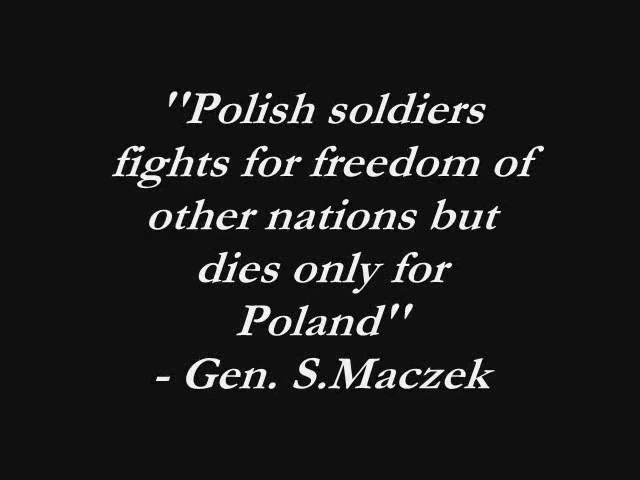 "Polish soldiers
fights for freedom of
other nations but
dies only for
Poland"
- Gen. S.Maczek